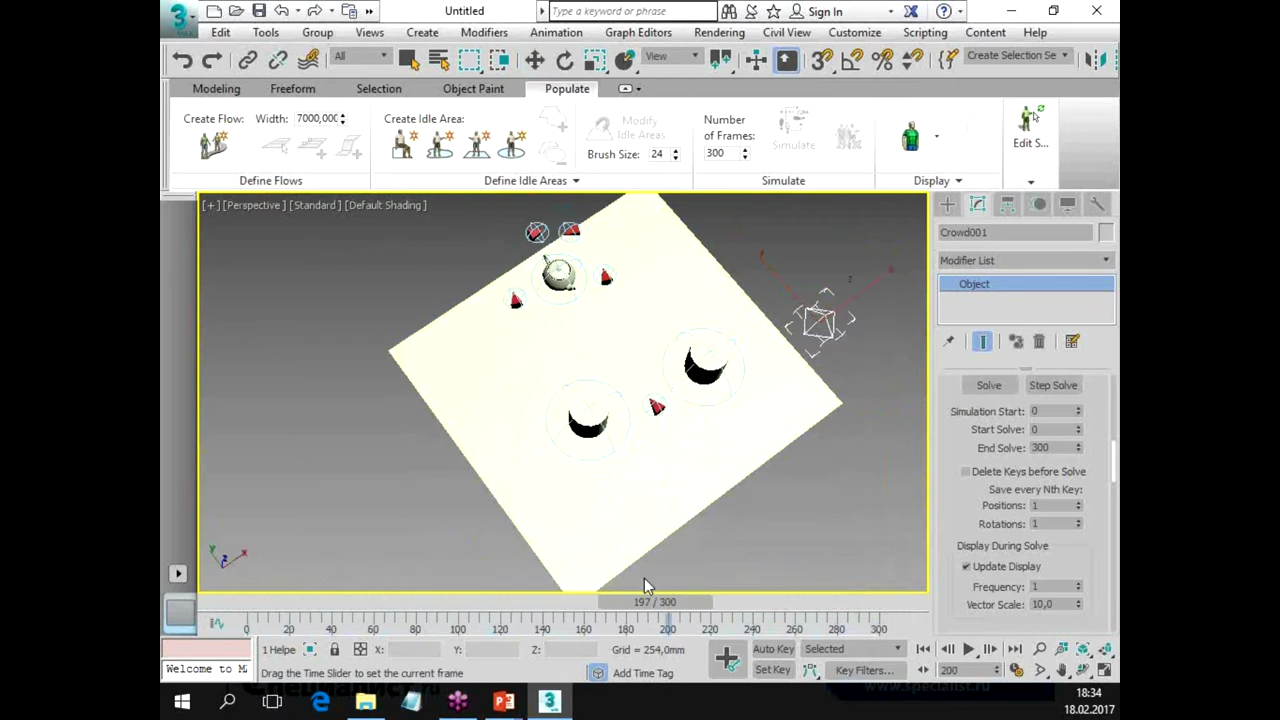 Untitled
Type a keyword or phrase
Sign In
3
Edit Tools Group Views Create Modifiers Animation Graph Editors Rendering Civil View Customize Scripting Content Help
All
View
Create Selection Se
Modeling Freeform Selection Object Paint Populate
Create Flow: Width: 7000,000
Create Idle Area:
Modify
Idle Areas
Brush Size: 24
Number
of Frames:
300
Simulate
Edit S...
Define Flows
Define Idle Areas
Simulate
Display
[+] [Perspective] [Standard] [Default Shading]
Crowd001
Modifier List
Object
Solve Step Solve
Simulation Start: 0
Start Solve: 0
End Solve: 300
Delete Keys before Solve
Save every Nth Key:
Positions: 1
Rotations: 1
Display During Solve
Update Display
Frequency: 1
Vector Scale: 10,0
z
y z x
197 / 300
0 20 40 60 80 100 120 140 160 180 200 220 240 260 280 300
1 Helpe X: Y: Z: Grid = 254,0mm
Auto Key Selected
Welcome to M
Drag the Time Slider to set the current frame
Add Time Tag
Set Key Key Filters...
200
www.specialist.ru
18:34
18.02.2017